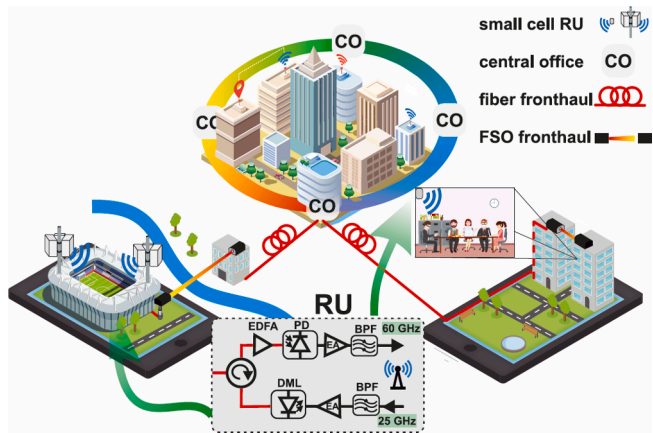 CO
small cell RU
central office
CO
fiber fronthaul
FSO fronthaul
CO
CO
CO
RU
EDFA
PD
EA
BPF
60 GHz
DML
EA
BPF
25 GHz